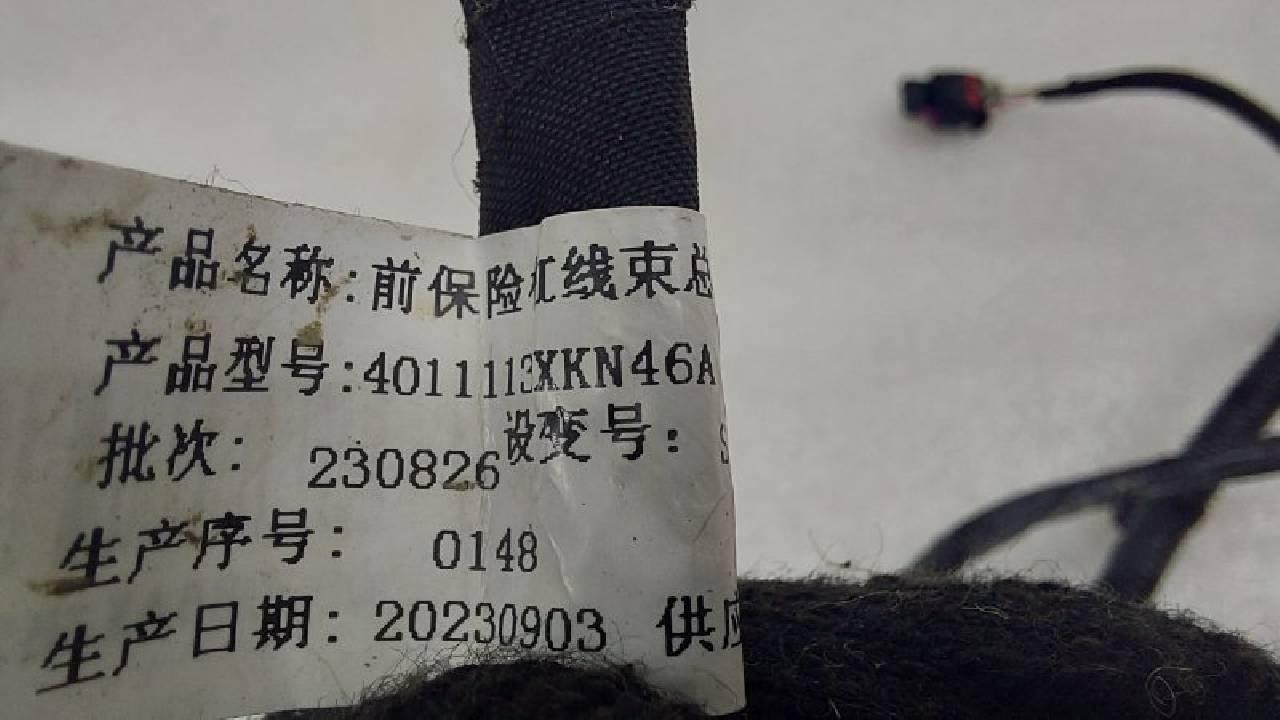 产品名称:前保险杠线束总
产品型号:4011113XKN46A
批次: 230826 设变号: S
生产序号: 0148
生产日期: 20230903 供应